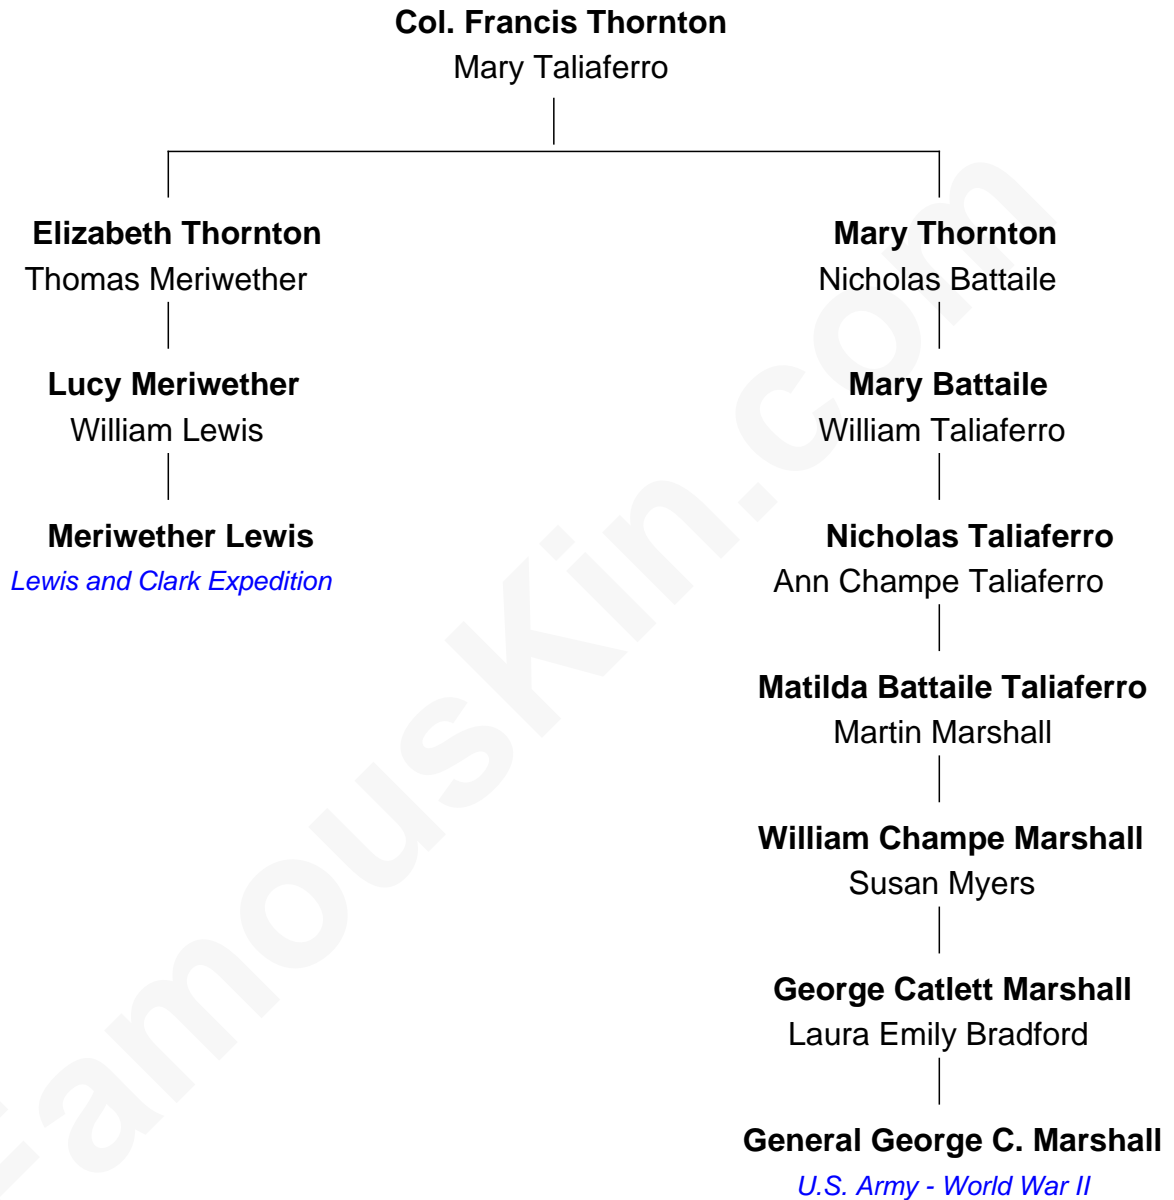 Col. Francis Thornton
Mary Taliaferro
Elizabeth Thornton
Thomas Meriwether
Mary Thornton
Nicholas Battaile
Lucy Meriwether
William Lewis
Mary Battaile
William Taliaferro
Meriwether Lewis
Lewis and Clark Expedition
Nicholas Taliaferro
Ann Champe Taliaferro
Matilda Battaile Taliaferro
Martin Marshall
William Champe Marshall
Susan Myers
George Catlett Marshall
Laura Emily Bradford
General George C. Marshall
U.S. Army - World War II
FamousKin.com